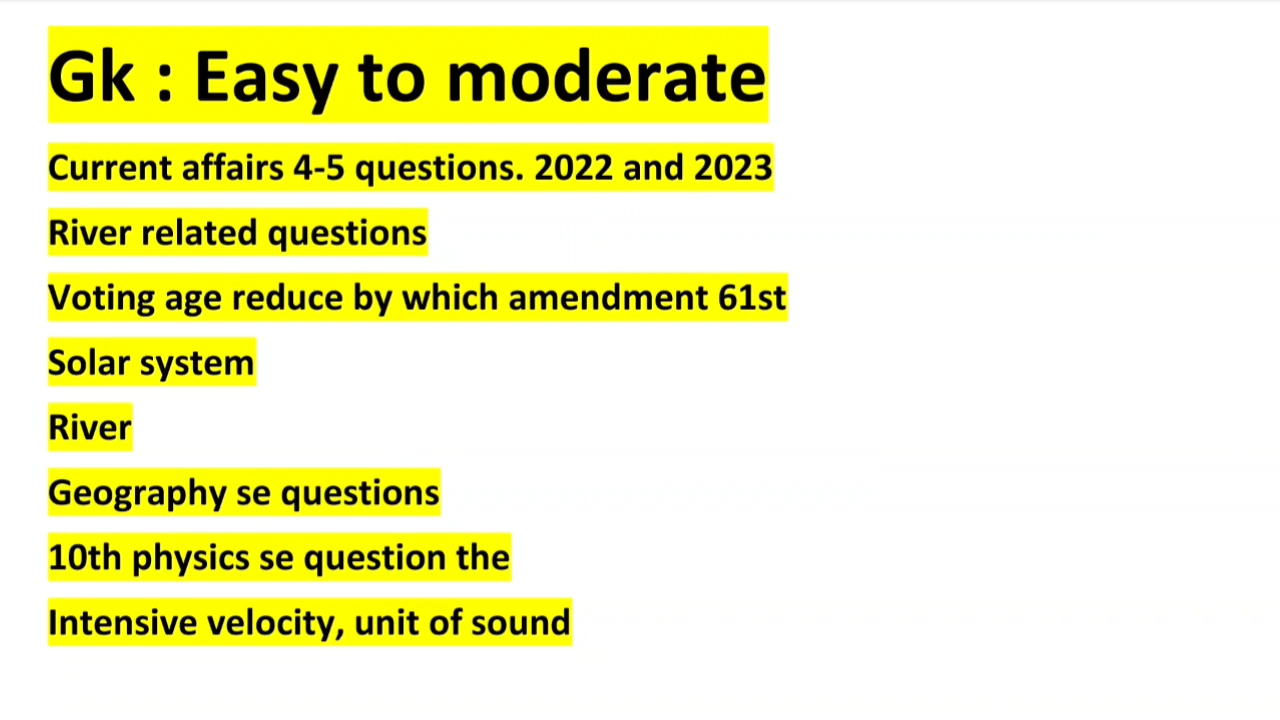 Gk : Easy to moderate
Current affairs 4-5 questions. 2022 and 2023
River related questions
Voting age reduce by which amendment 61st
Solar system
River
Geography se questions
10th physics se question the
Intensive velocity, unit of sound